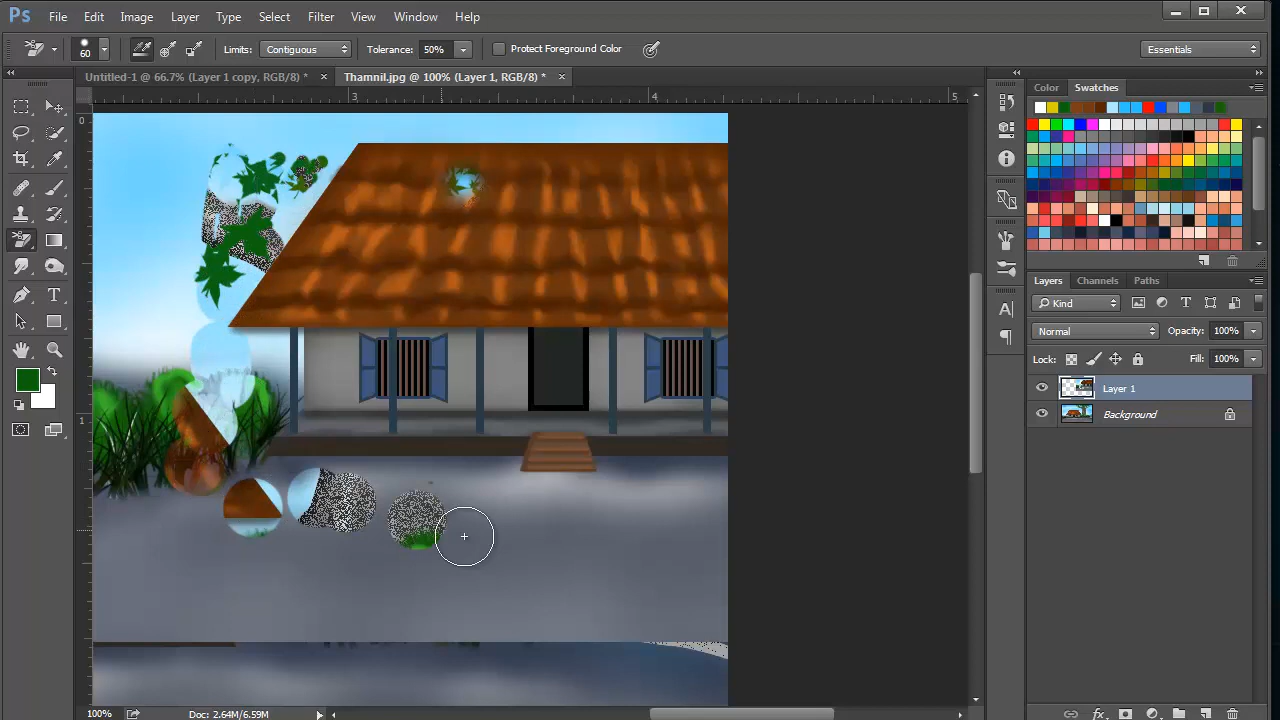 Ps File Edit Image Layer Type Select Filter View Window Help
60 Limits: Contiguous Tolerance: 50% Protect Foreground Color Essentials
Untitled-1 @ 66.7% (Layer 1 copy, RGB/8) * × Thamnil.jpg @ 100% (Layer 1, RGB/8) * ×
Color Swatches
3 4 5
0
1
Layers Channels Paths
Kind
Normal Opacity: 100%
Lock: Fill: 100%
Layer 1
Background
100% Doc: 2.64M/6.59M